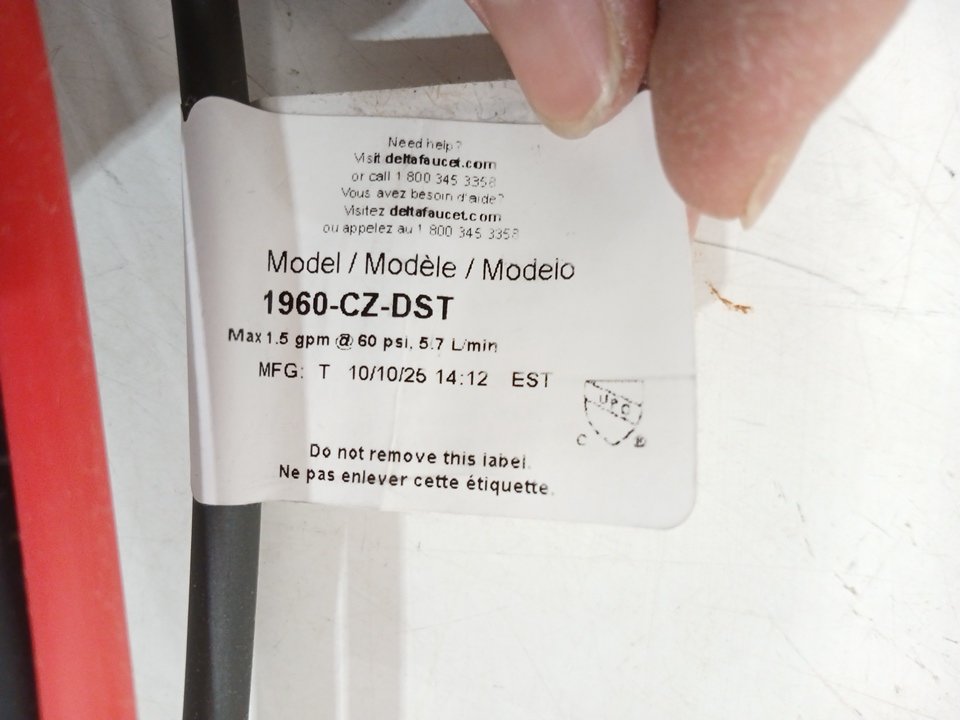 Need help?
Visit deltafaucet.com
or call 1 800 345 3358
Vous avez besoin d'aide?
Visitez deltafaucet.com
ou appelez au 1 800 345 3358
Model / Modèle / Modelo
1960-CZ-DST
Max 1.5 gpm @ 60 psi, 5.7 L/min
MFG: T 10/10/25 14:12 EST
UPC
C ®
Do not remove this label.
Ne pas enlever cette étiquette.